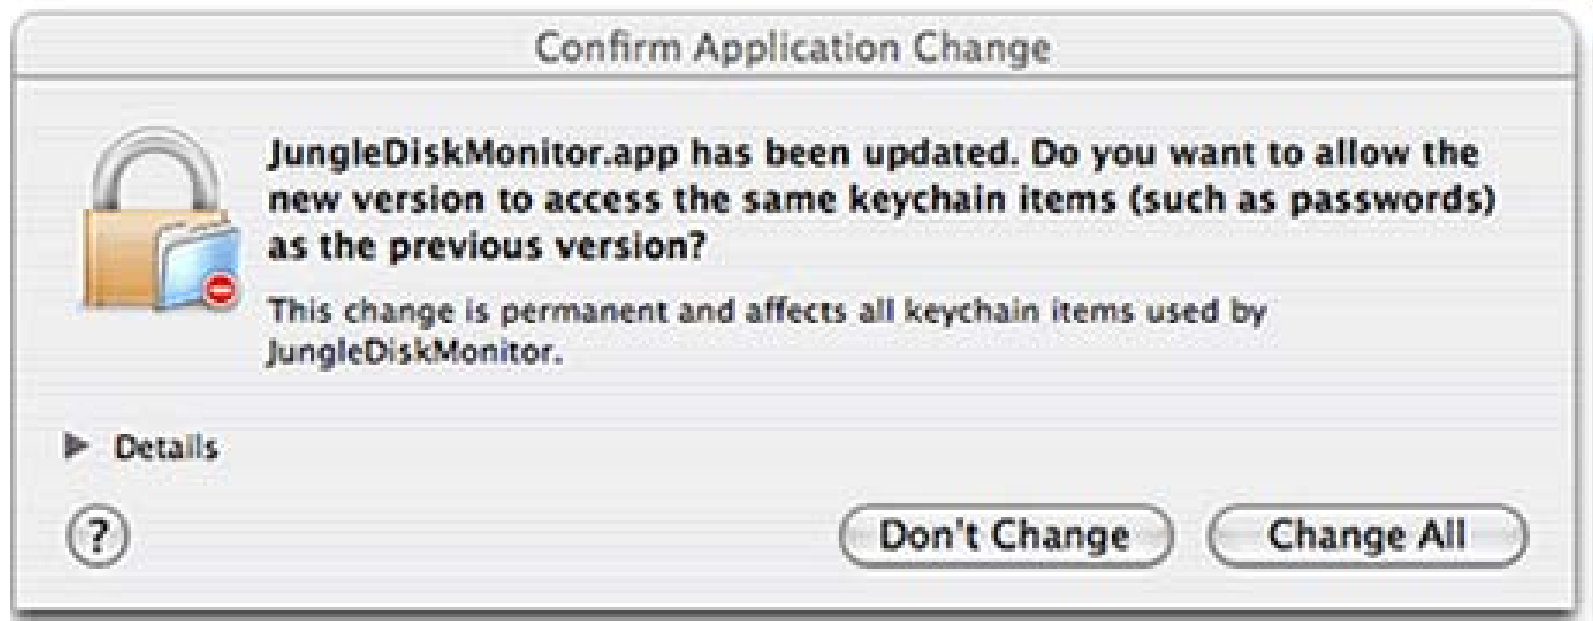 Confirm Application Change
JungleDiskMonitor.app has been updated. Do you want to allow the
new version to access the same keychain items (such as passwords)
as the previous version?
This change is permanent and affects all keychain items used by
JungleDiskMonitor.
Details
?
Don't Change
Change All